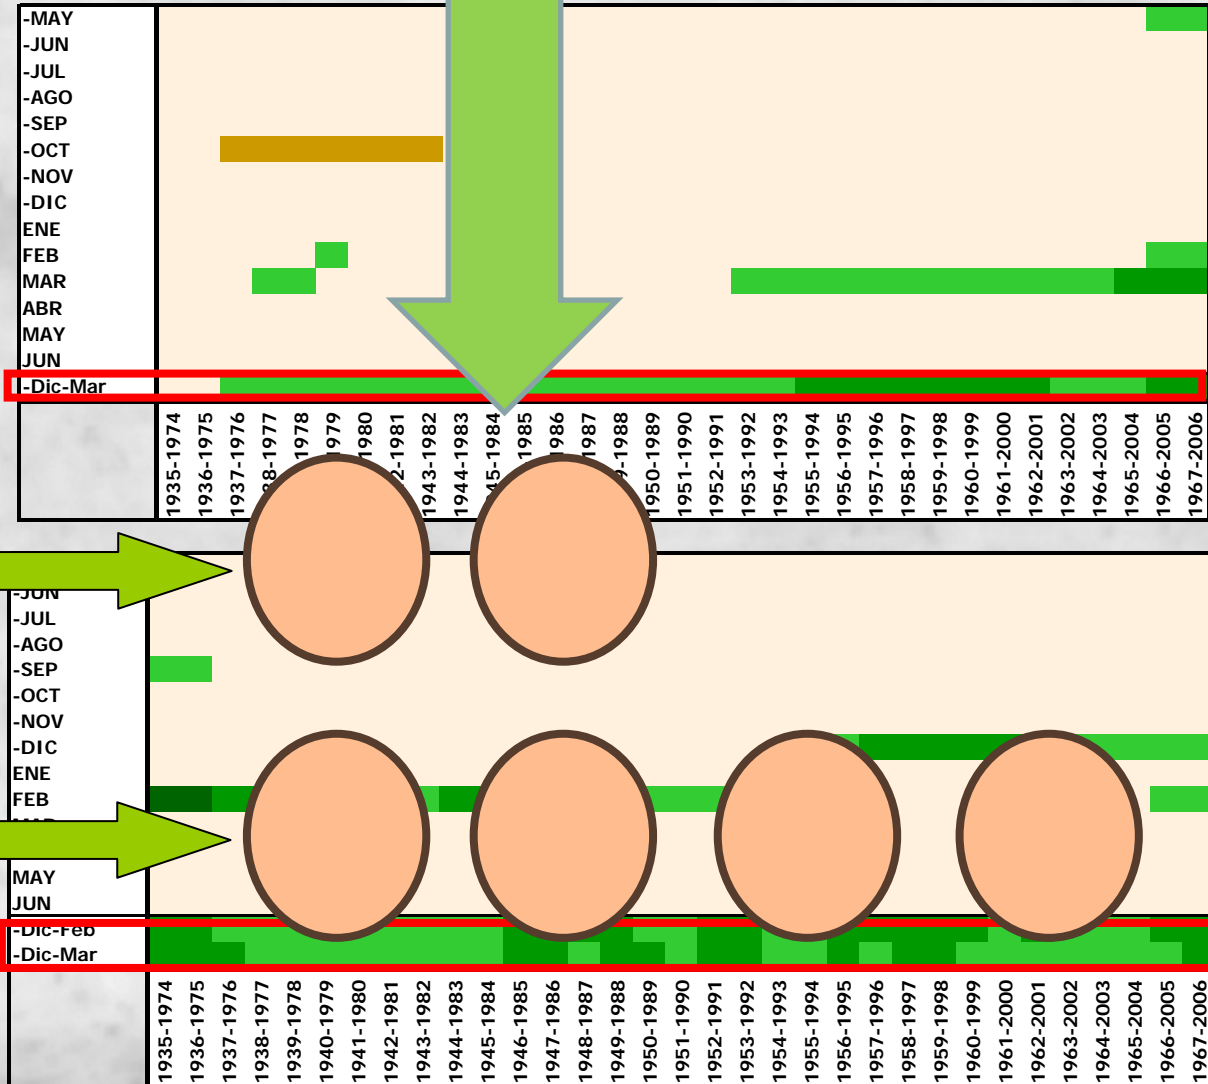 -MAY
-JUN
-JUL
-AGO
-SEP
-OCT
-NOV
-DIC
ENE
FEB
MAR
ABR
MAY
JUN
-Dic-Mar
1935-1974
1936-1975
1937-1976
1943-1982
1944-1983
1951-1990
1952-1991
1953-1992
1954-1993
1955-1994
1956-1995
1957-1996
1958-1997
1959-1998
1960-1999
1961-2000
1962-2001
1963-2002
1964-2003
1965-2004
1966-2005
1967-2006
-JUN
-JUL
-AGO
-SEP
-OCT
-NOV
-DIC
ENE
FEB
MAY
JUN
-Dic-Feb
-Dic-Mar
1935-1974
1936-1975
1937-1976
1938-1977
1939-1978
1940-1979
1941-1980
1942-1981
1943-1982
1944-1983
1945-1984
1946-1985
1947-1986
1948-1987
1949-1988
1950-1989
1951-1990
1952-1991
1953-1992
1954-1993
1955-1994
1956-1995
1957-1996
1958-1997
1959-1998
1960-1999
1961-2000
1962-2001
1963-2002
1964-2003
1965-2004
1966-2005
1967-2006